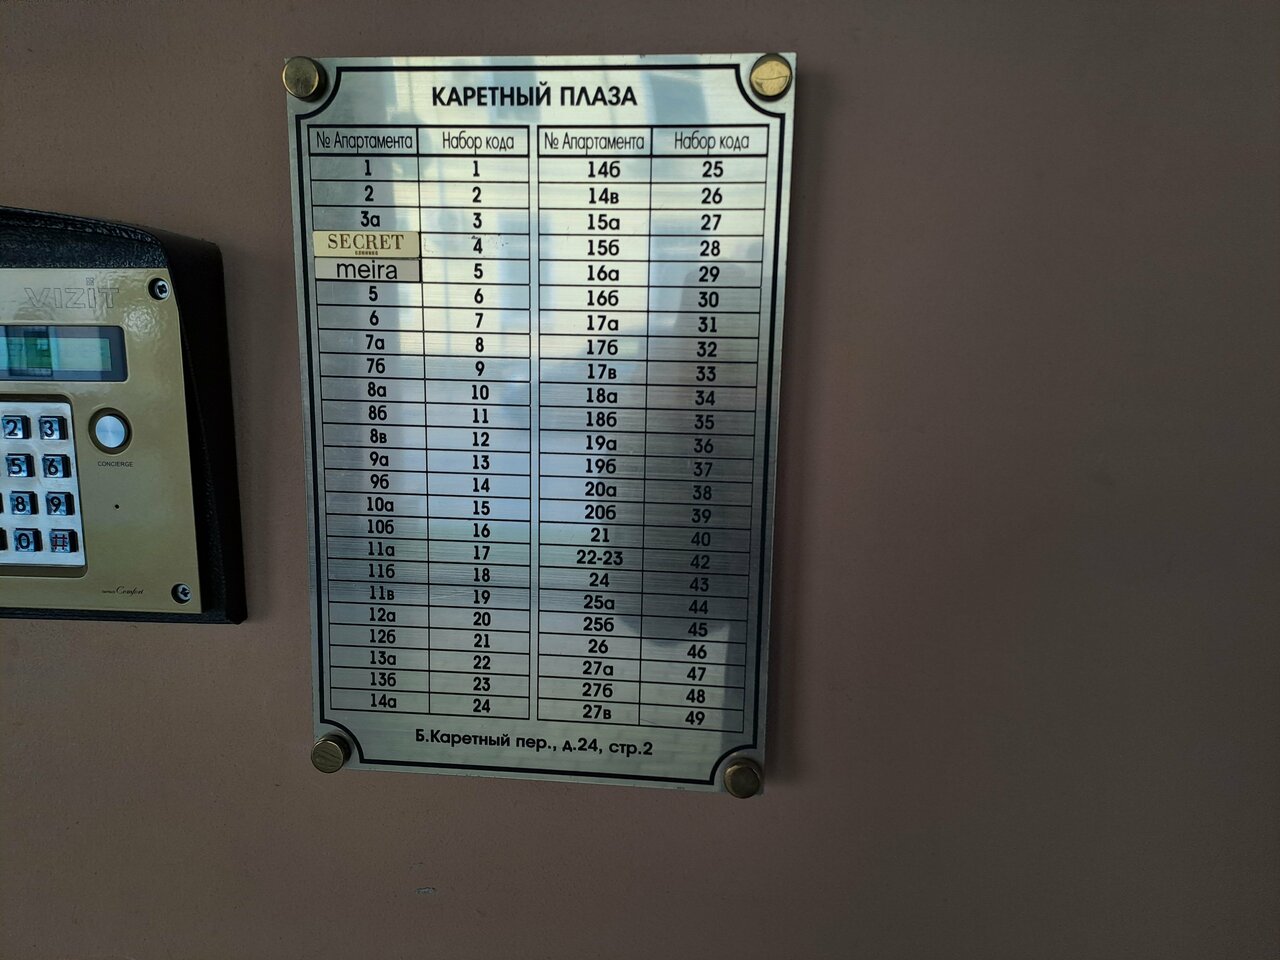 КАРЕТНЫЙ ПЛАЗА
№ Апартамента Набор кода № Апартамента Набор кода
1 1 14б 25
2 2 14в 26
3а 3 15а 27
SECRET 4 15б 28
КЛИНИКА
meira 5 16а 29
5 6 16б 30
6 7 17а 31
7а 8 17б 32
7б 9 17в 33
8а 10 18а 34
8б 11 18б 35
8в 12 19а 36
9а 13 19б 37
9б 14 20а 38
10а 15 20б 39
10б 16 21 40
11а 17 22-23 42
11б 18 24 43
11в 19 25а 44
12а 20 25б 45
12б 21 26 46
13а 22 27а 47
13б 23 27б 48
14а 24 27в 49
Б.Каретный пер., д.24, стр.2
VIZIT
2 3
5 6
8 9
0 #
CONCIERGE
Comfort